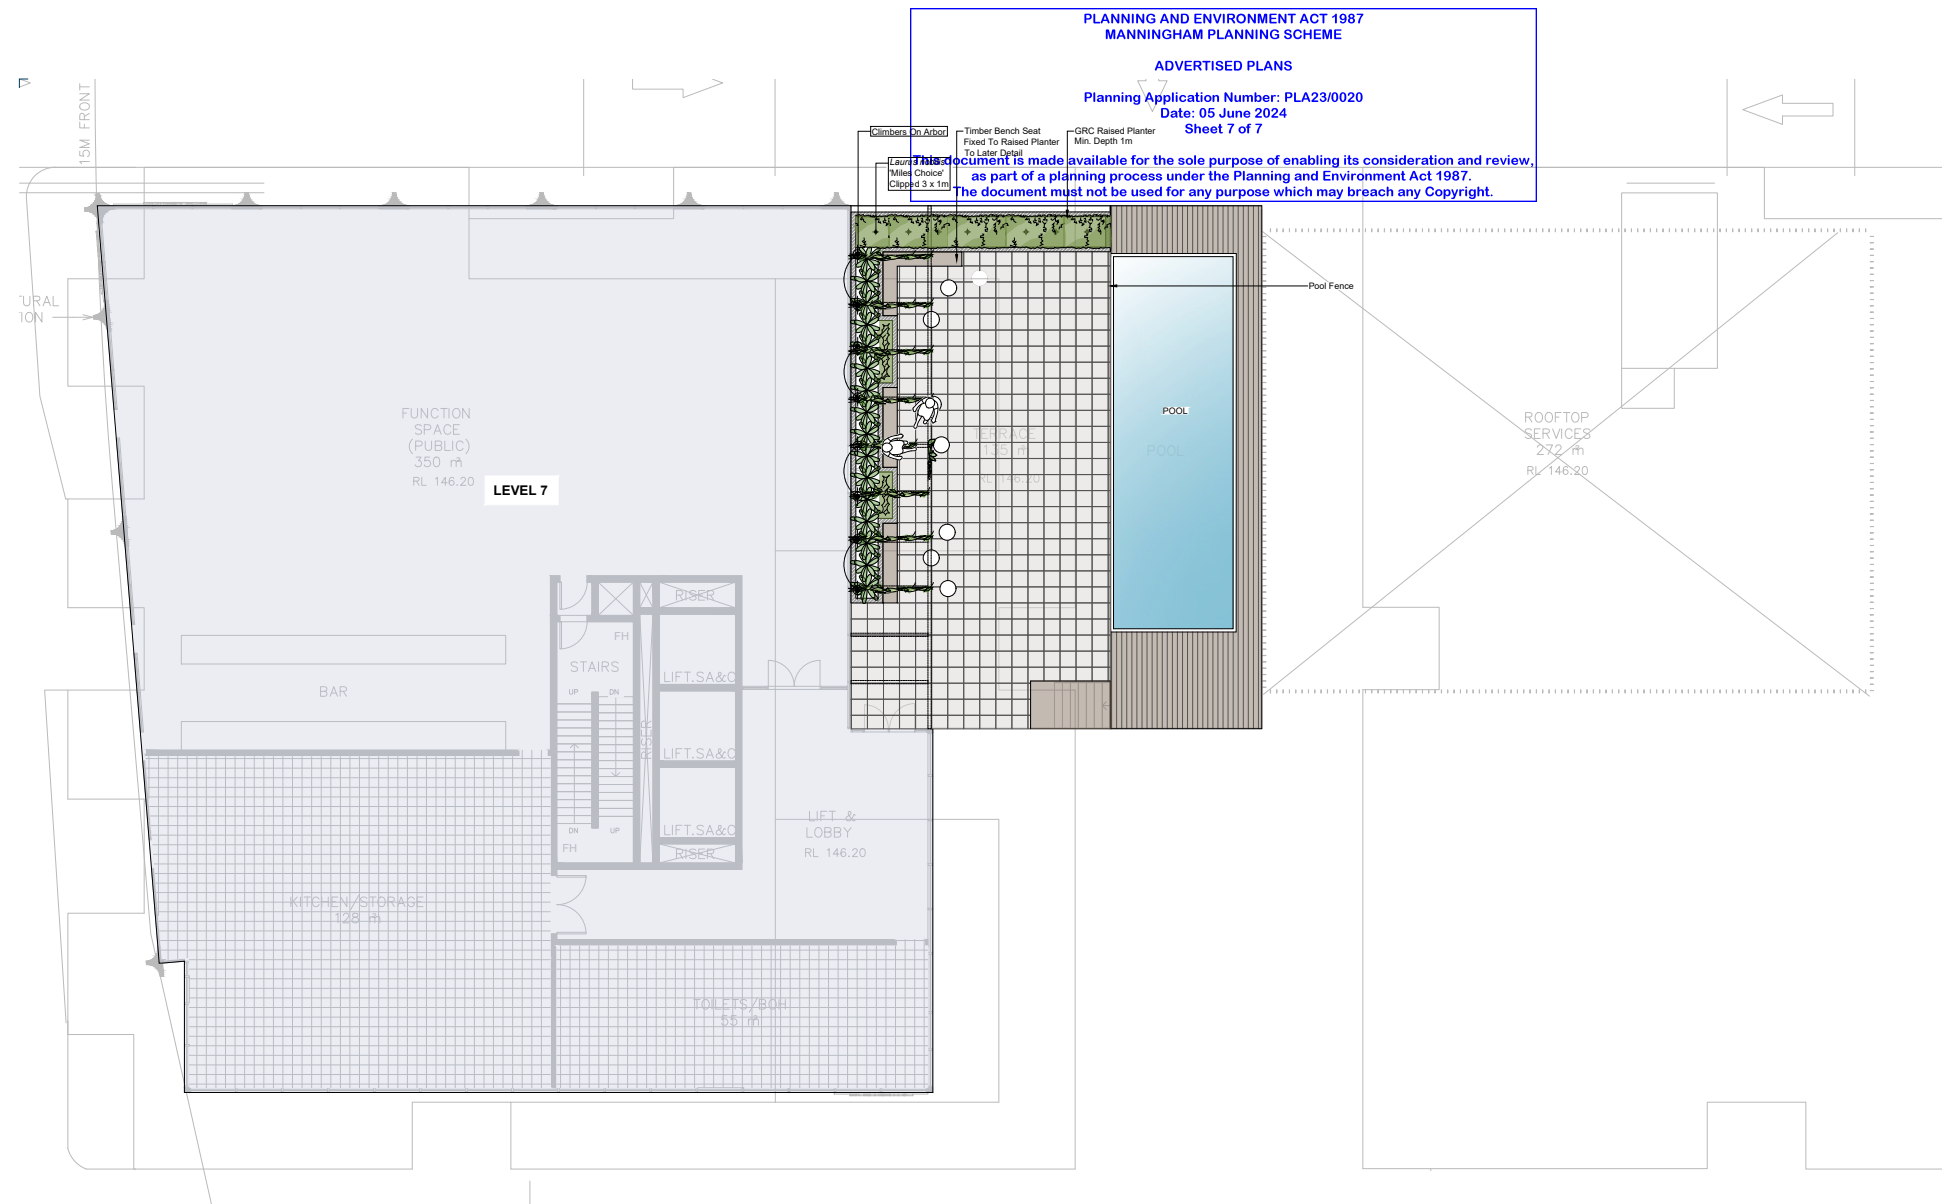 PLANNING AND ENVIRONMENT ACT 1987
MANNINGHAM PLANNING SCHEME
ADVERTISED PLANS
Planning Application Number: PLA23/0020
Date: 05 June 2024
Sheet 7 of 7
This document is made available for the sole purpose of enabling its consideration and review,
as part of a planning process under the Planning and Environment Act 1987.
The document must not be used for any purpose which may breach any Copyright.
15M FRONT
Climbers On Arbor
Timber Bench Seat
Fixed To Raised Planter
To Later Detail
GRC Raised Planter
Min. Depth 1m
'Miles Choice'
Clipped 3 x 1m
TURAL
ION
Pool Fence
FUNCTION
SPACE
(PUBLIC)
350 m²
RL 146.20
LEVEL 7
TERRACE
135 m²
RL 146.20
POOL
POOL
ROOFTOP
SERVICES
272 m²
RL 146.20
RISER
FH
STAIRS
LIFT.SA&C
UP
DN
BAR
RISER
LIFT.SA&C
LIFT.SA&C
DN
UP
FH
RISER
LIFT &
LOBBY
RL 146.20
KITCHEN/STORAGE
128 m²
TOILETS/BOH
55 m²